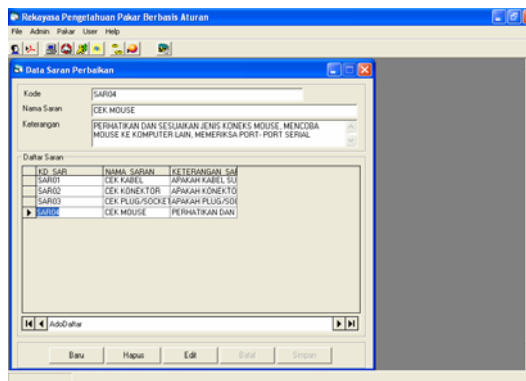 Rekayasa Pengetahuan Pakar Berbasis Aturan
File Admin Pakar User Help
Data Saran Perbaikan
Kode SAR04
Nama Saran CEK MOUSE
Keterangan PERHATIKAN DAN SESUAIKAN JENIS KONEKS MOUSE, MENCOBA
MOUSE KE KOMPUTER LAIN, MEMERIKSA PORT- PORT SERIAL
Daftar Saran
KD_SAR NAMA_SARAN KETERANGAN_SAR
SAR01 CEK KABEL APAKAH KABEL SU
SAR02 CEK KONEKTOR APAKAH KONEKTO
SAR03 CEK PLUG/SOCKET APAKAH PLUG/SO
SAR04 CEK MOUSE PERHATIKAN DAN
AdoDaftar
Baru Hapus Edit Batal Simpan